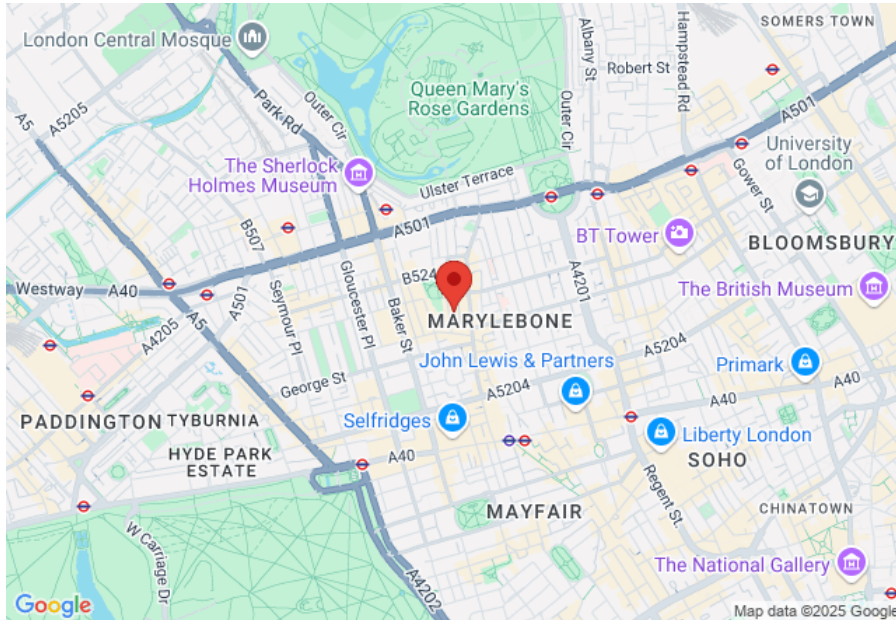 SOMERS TOWN
London Central Mosque
Albany St
Hampstead Rd
Robert St
A5
A5205
Park Rd
Outer Cir
Queen Mary's
Rose Gardens
Outer Cir
A501
University
of London
The Sherlock
Holmes Museum
Ulster Terrace
Gower St
B507
A501
BT Tower
BLOOMSBURY
B524
A4201
Westway
A40
A501
Seymour Pl
Gloucester Pl
Baker St
The British Museum
A4205
A5
MARYLEBONE
John Lewis & Partners
A5204
Primark
George St
A5204
A40
A40
PADDINGTON
TYBURNIA
Selfridges
Liberty London
HYDE PARK
ESTATE
A40
SOHO
Regent St.
MAYFAIR
CHINATOWN
W Carriage Dr
A4202
The National Gallery
Google
Map data ©2025 Google